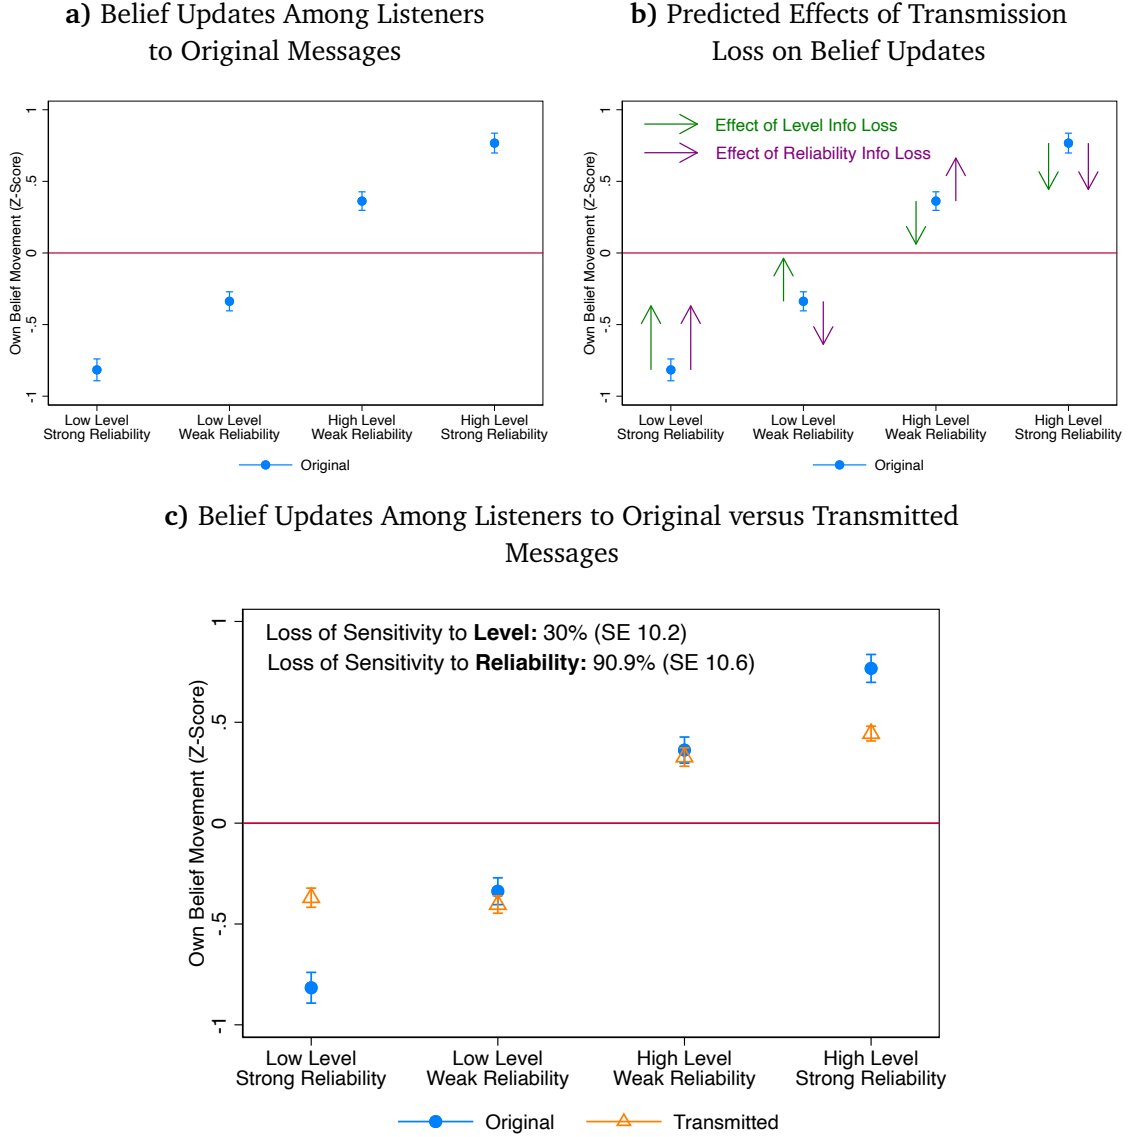 a) Belief Updates Among Listeners
to Original Messages
1
.5
0
-.5
-1
Own Belief Movement (Z-Score)
Low Level
Strong Reliability
Low Level
Weak Reliability
High Level
Weak Reliability
High Level
Strong Reliability
Original
b) Predicted Effects of Transmission
Loss on Belief Updates
Effect of Level Info Loss
Effect of Reliability Info Loss
1
.5
0
-.5
-1
Own Belief Movement (Z-Score)
Low Level
Strong Reliability
Low Level
Weak Reliability
High Level
Weak Reliability
High Level
Strong Reliability
Original
c) Belief Updates Among Listeners to Original versus Transmitted
Messages
Loss of Sensitivity to Level: 30% (SE 10.2)
Loss of Sensitivity to Reliability: 90.9% (SE 10.6)
1
.5
0
-.5
-1
Own Belief Movement (Z-Score)
Low Level
Strong Reliability
Low Level
Weak Reliability
High Level
Weak Reliability
High Level
Strong Reliability
Original
Transmitted